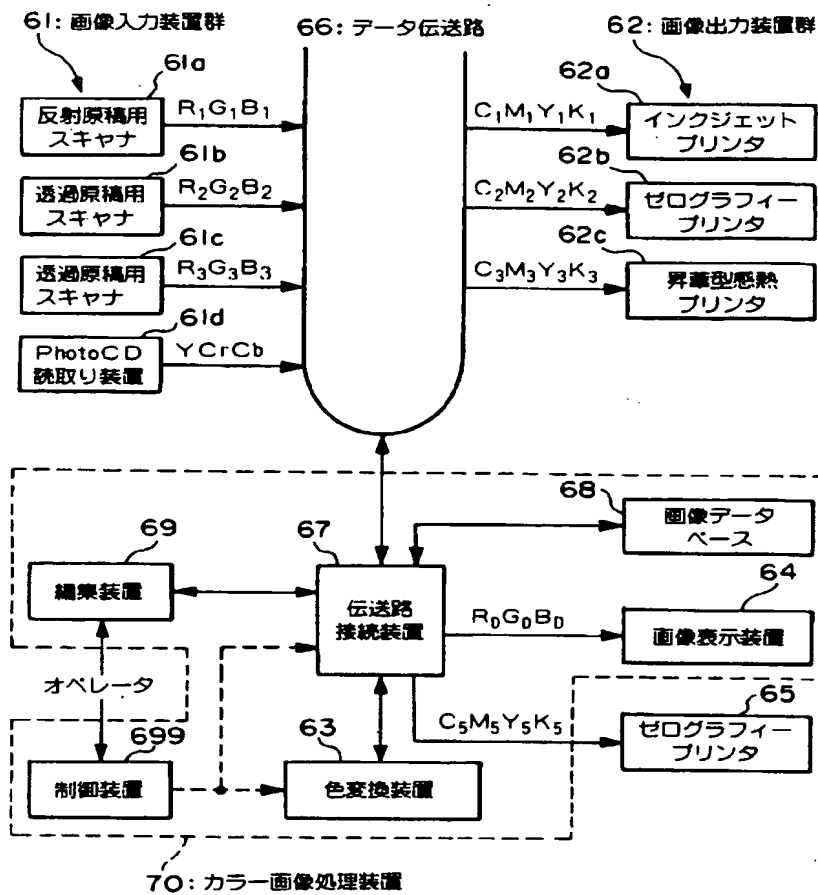 61:画像入力装置群
66:データ伝送路
62:画像出力装置群
61a
反射原稿用
スキャナ
R₁G₁B₁
61b
透過原稿用
スキャナ
R₂G₂B₂
61c
透過原稿用
スキャナ
R₃G₃B₃
61d
PhotoCD
読取り装置
YCrCb
C₁M₁Y₁K₁
62a
インクジェット
プリンタ
C₂M₂Y₂K₂
62b
ゼログラフィー
プリンタ
C₃M₃Y₃K₃
62c
昇華型感熱
プリンタ
69
編集装置
67
伝送路
接続装置
68
画像データ
ベース
R_DG_DB_D
64
画像表示装置
オペレータ
699
制御装置
63
色変換装置
C₅M₅Y₅K₅
65
ゼログラフィー
プリンタ
70:カラー画像処理装置